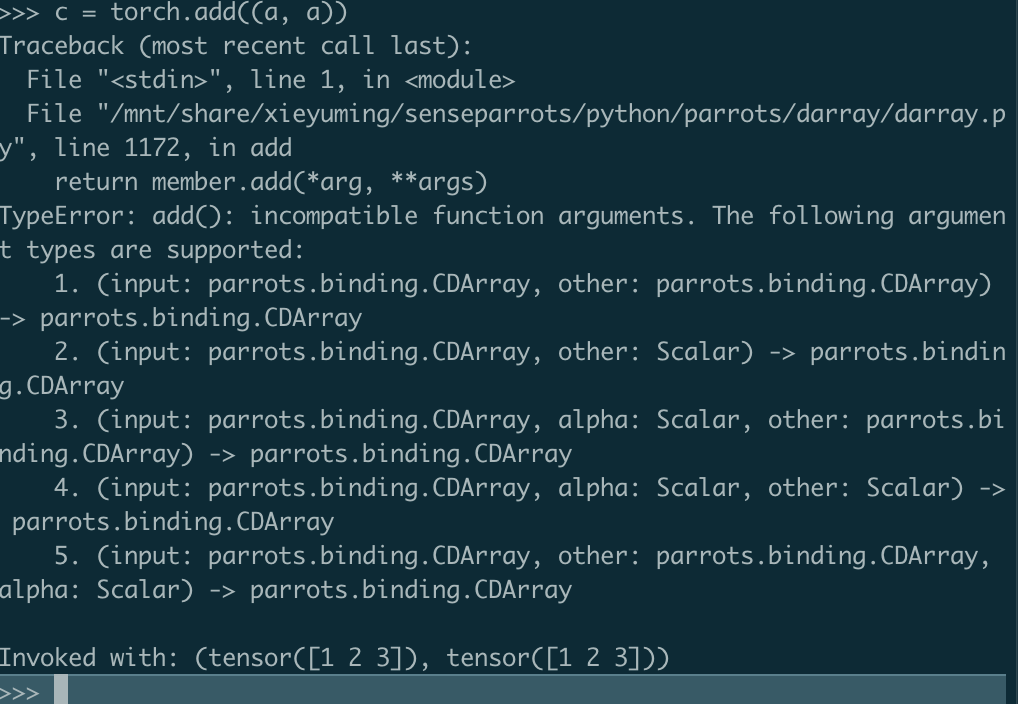 >>> c = torch.add((a, a))
Traceback (most recent call last):
  File "<stdin>", line 1, in <module>
  File "/mnt/share/xieyuming/senseparrots/python/parrots/darray/darray.p
y", line 1172, in add
    return member.add(*arg, **args)
TypeError: add(): incompatible function arguments. The following argumen
t types are supported:
    1. (input: parrots.binding.CDArray, other: parrots.binding.CDArray)
-> parrots.binding.CDArray
    2. (input: parrots.binding.CDArray, other: Scalar) -> parrots.bindin
g.CDArray
    3. (input: parrots.binding.CDArray, alpha: Scalar, other: parrots.bi
nding.CDArray) -> parrots.binding.CDArray
    4. (input: parrots.binding.CDArray, alpha: Scalar, other: Scalar) ->
 parrots.binding.CDArray
    5. (input: parrots.binding.CDArray, other: parrots.binding.CDArray,
alpha: Scalar) -> parrots.binding.CDArray

Invoked with: (tensor([1 2 3]), tensor([1 2 3]))
>>>